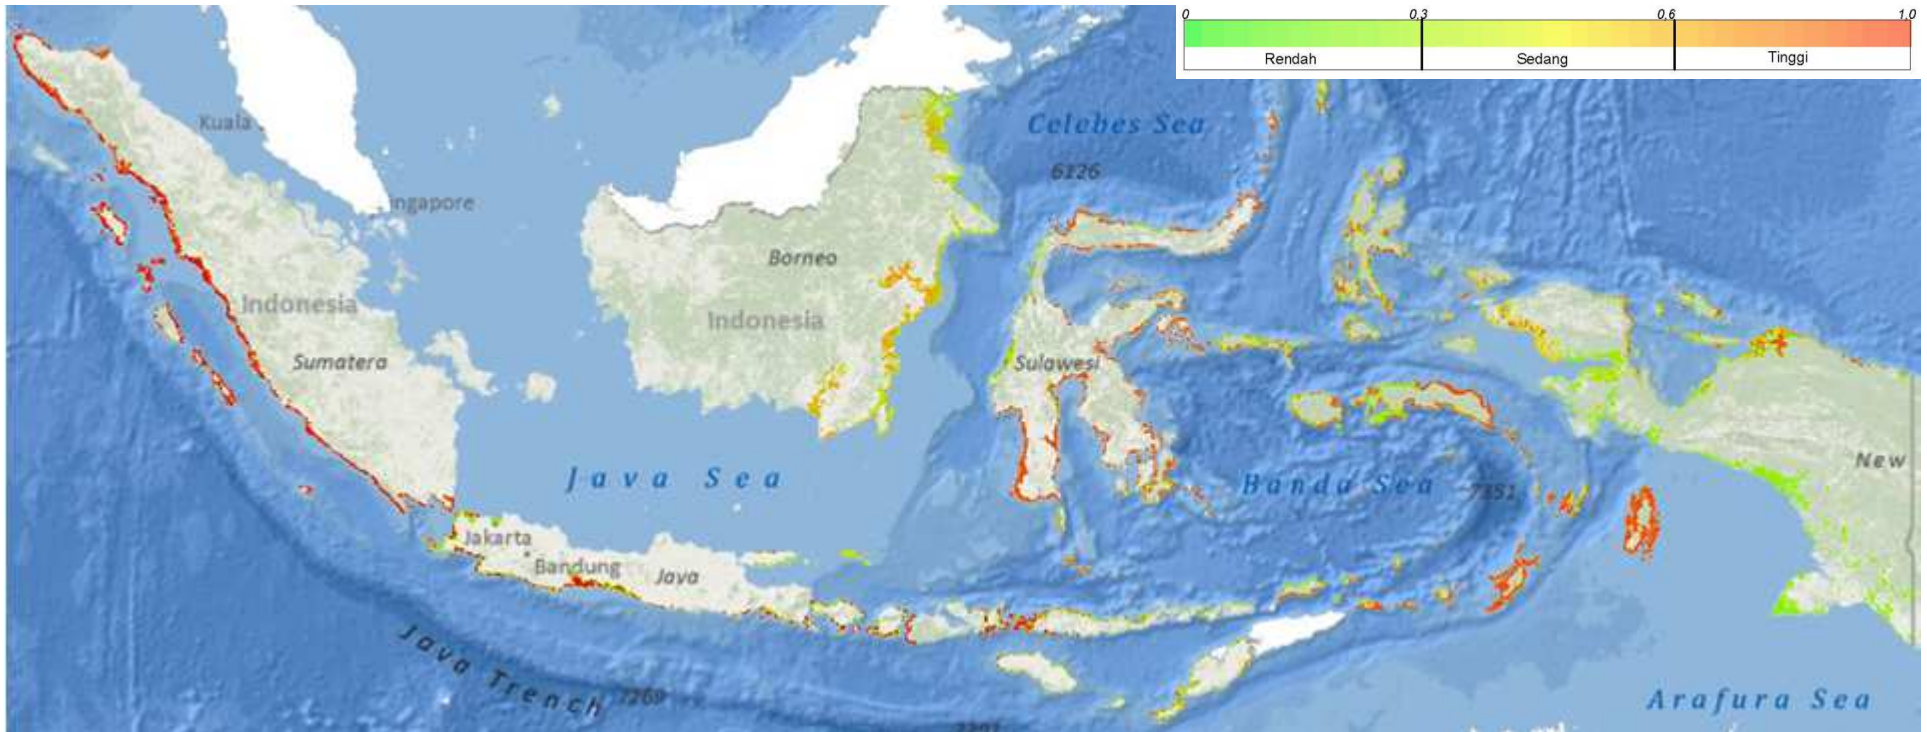 0 0,3 0,6 1,0
Rendah Sedang Tinggi
Kuala
Celebes Sea
6126
ingapore
Borneo
Indonesia
Indonesia
Sumatera
Sulawesi
New
Java Sea
Banda Sea
7351
Jakarta
Bandung
Java
Java Trench
7269
Arafura Sea